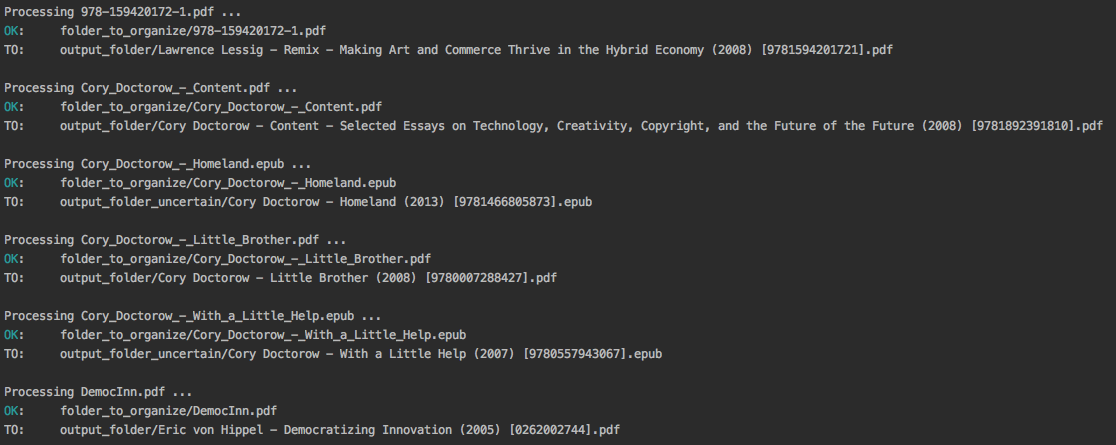 Processing 978-159420172-1.pdf ...
OK:     folder_to_organize/978-159420172-1.pdf
TO:     output_folder/Lawrence Lessig - Remix - Making Art and Commerce Thrive in the Hybrid Economy (2008) [9781594201721].pdf

Processing Cory_Doctorow_-_Content.pdf ...
OK:     folder_to_organize/Cory_Doctorow_-_Content.pdf
TO:     output_folder/Cory Doctorow - Content - Selected Essays on Technology, Creativity, Copyright, and the Future of the Future (2008) [9781892391810].pdf

Processing Cory_Doctorow_-_Homeland.epub ...
OK:     folder_to_organize/Cory_Doctorow_-_Homeland.epub
TO:     output_folder_uncertain/Cory Doctorow - Homeland (2013) [9781466805873].epub

Processing Cory_Doctorow_-_Little_Brother.pdf ...
OK:     folder_to_organize/Cory_Doctorow_-_Little_Brother.pdf
TO:     output_folder/Cory Doctorow - Little Brother (2008) [9780007288427].pdf

Processing Cory_Doctorow_-_With_a_Little_Help.epub ...
OK:     folder_to_organize/Cory_Doctorow_-_With_a_Little_Help.epub
TO:     output_folder_uncertain/Cory Doctorow - With a Little Help (2007) [9780557943067].epub

Processing DemocInn.pdf ...
OK:     folder_to_organize/DemocInn.pdf
TO:     output_folder/Eric von Hippel - Democratizing Innovation (2005) [0262002744].pdf